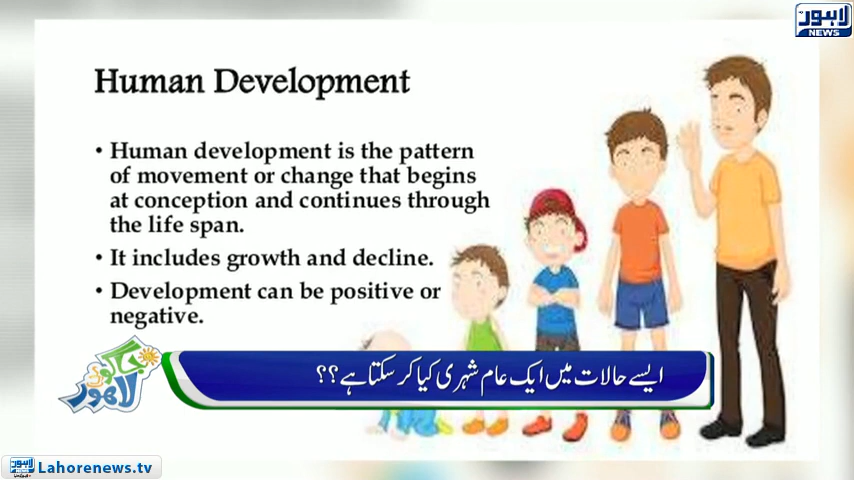 لاہور
NEWS
Human Development
• Human development is the pattern
of movement or change that begins
at conception and continues through
the life span.
• It includes growth and decline.
• Development can be positive or
negative.
جاگو
لاہور
ایسے حالات میں ایک عام شہری کیا کر سکتا ہے؟؟
لاہور
Lahorenews.tv